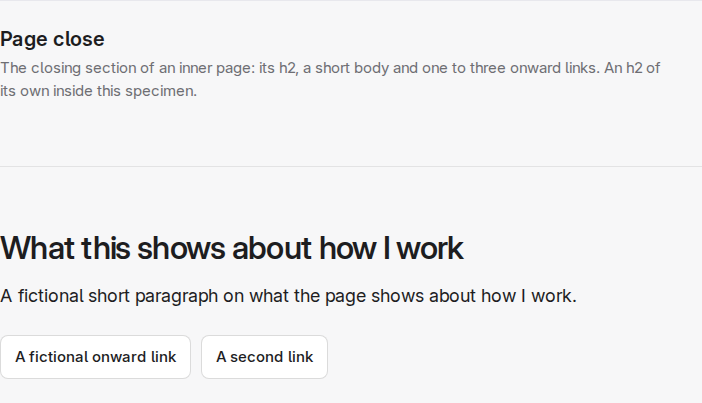 Page close
The closing section of an inner page: its h2, a short body and one to three onward links. An h2 of
its own inside this specimen.
What this shows about how I work
A fictional short paragraph on what the page shows about how I work.
A fictional onward link
A second link